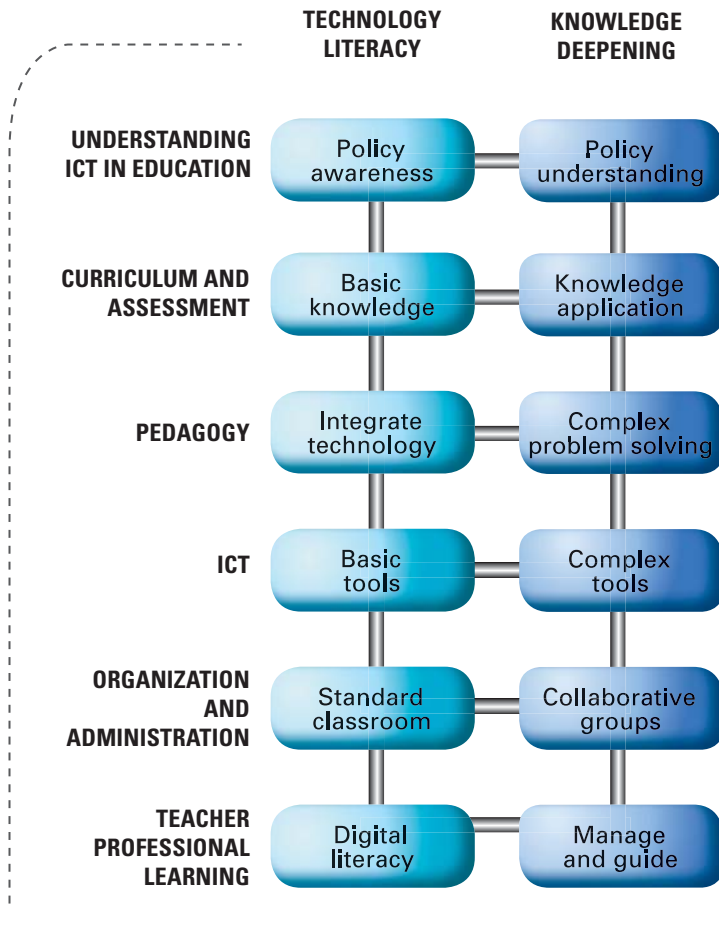 TECHNOLOGY
LITERACY
KNOWLEDGE
DEEPENING
UNDERSTANDING
ICT IN EDUCATION
Policy
awareness
Policy
understanding
CURRICULUM AND
ASSESSMENT
Basic
knowledge
Knowledge
application
PEDAGOGY
Integrate
technology
Complex
problem solving
ICT
Basic
tools
Complex
tools
ORGANIZATION
AND
ADMINISTRATION
Standard
classroom
Collaborative
groups
TEACHER
PROFESSIONAL
LEARNING
Digital
literacy
Manage
and guide